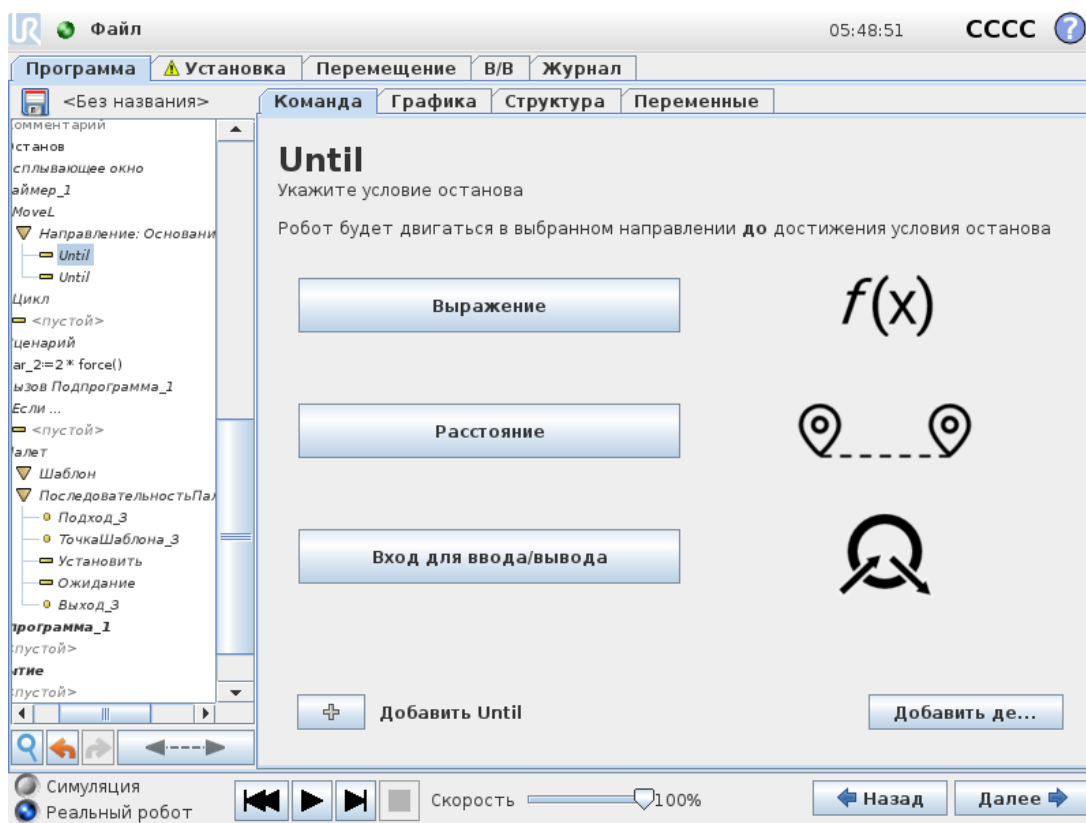 UR Файл 05:48:51 CCCC ?
Программа Установка Перемещение В/В Журнал
<Без названия> Команда Графика Структура Переменные
омментарий
станов
сплывающее окно
аймер_1
MoveL
Направление: Основани
Until
Until
Цикл
<пустой>
ценарий
ar_2:=2 * force()
ызов Подпрограмма_1
Если ...
<пустой>
алет
Шаблон
ПоследовательностьПал
Подход_3
ТочкаШаблона_3
Установить
Ожидание
Выход_3
программа_1
<пустой>
ытие
<пустой>
Until
Укажите условие останова
Робот будет двигаться в выбранном направлении до достижения условия останова
Выражение f(x)
Расстояние
Вход для ввода/вывода
Добавить Until Добавить де...
Симуляция
Реальный робот
Скорость 100%
Назад Далее